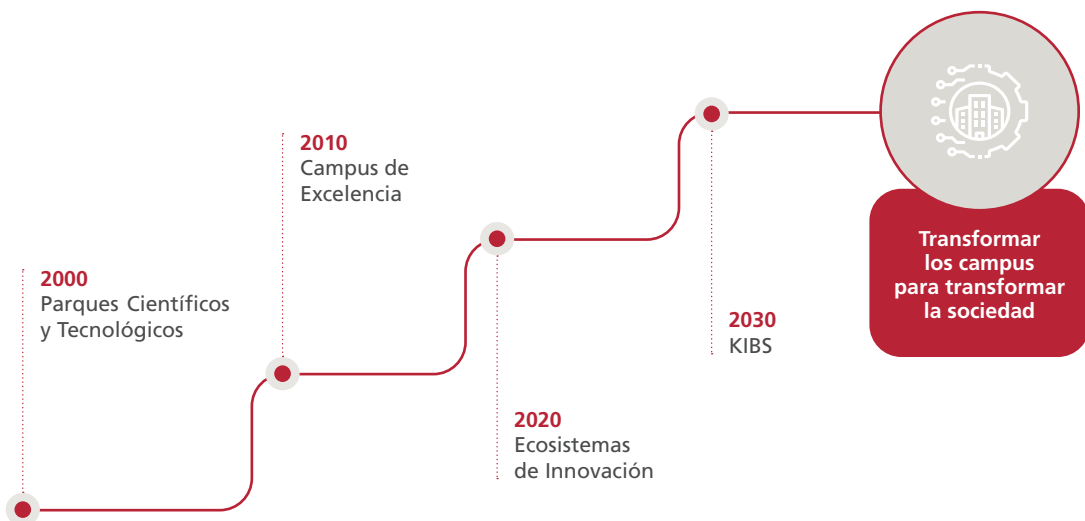 2000
Parques Científicos
y Tecnológicos
2010
Campus de
Excelencia
2020
Ecosistemas
de Innovación
2030
KIBS
Transformar
los campus
para transformar
la sociedad